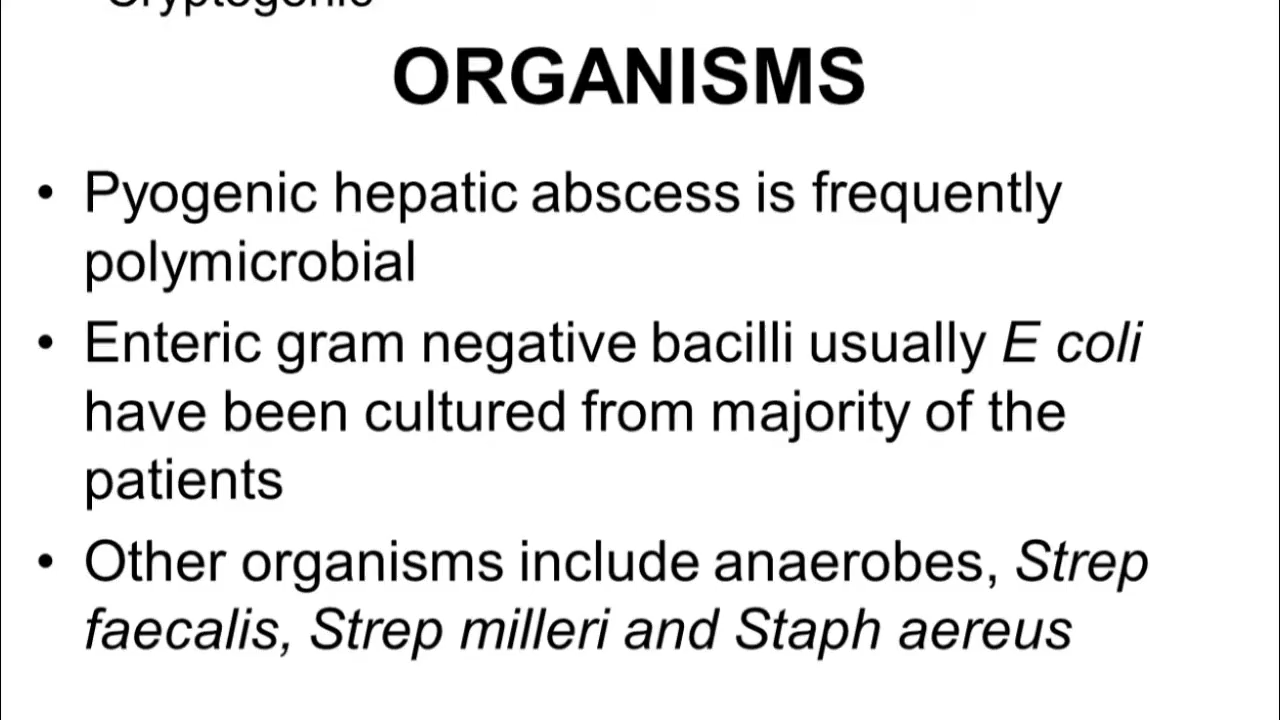 Cryptogenic
ORGANISMS
• Pyogenic hepatic abscess is frequently
polymicrobial
• Enteric gram negative bacilli usually E coli
have been cultured from majority of the
patients
• Other organisms include anaerobes, Strep
faecalis, Strep milleri and Staph aereus